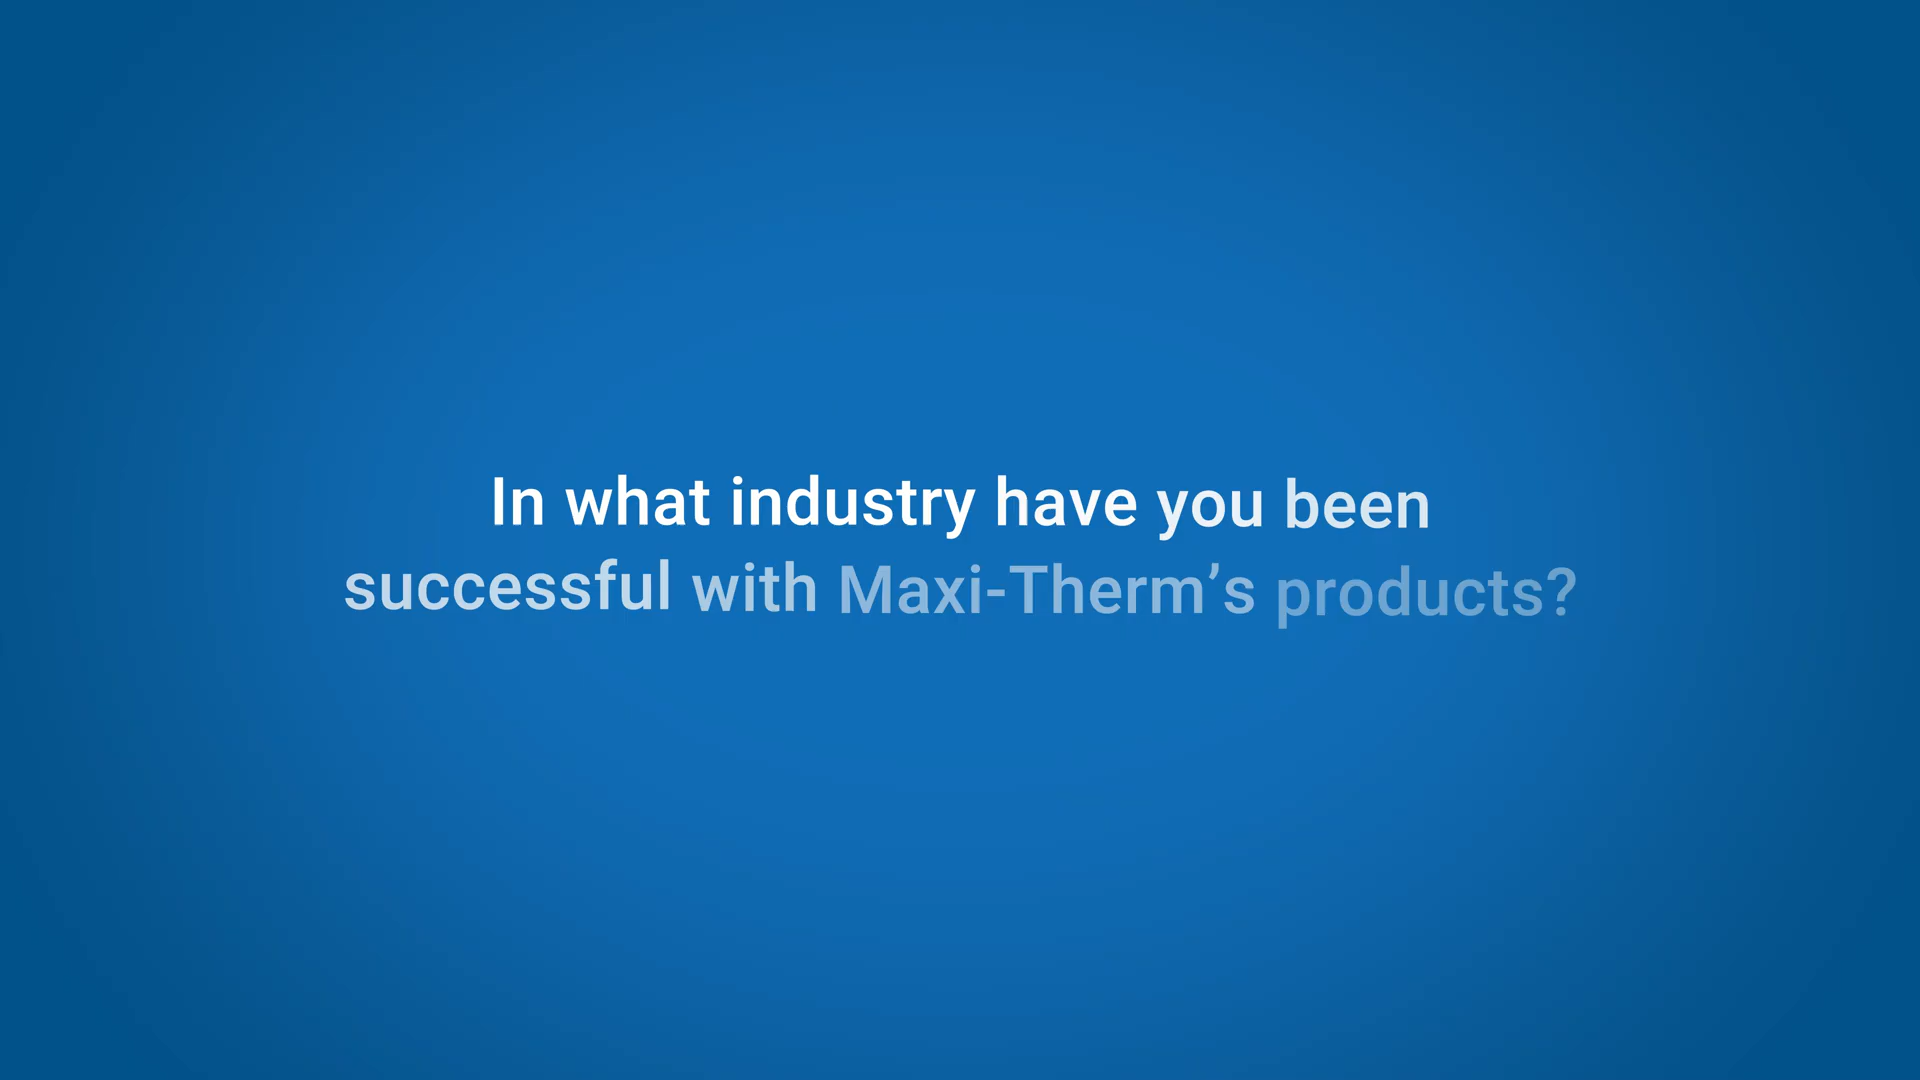 In what industry have you been
successful with Maxi-Therm’s products?